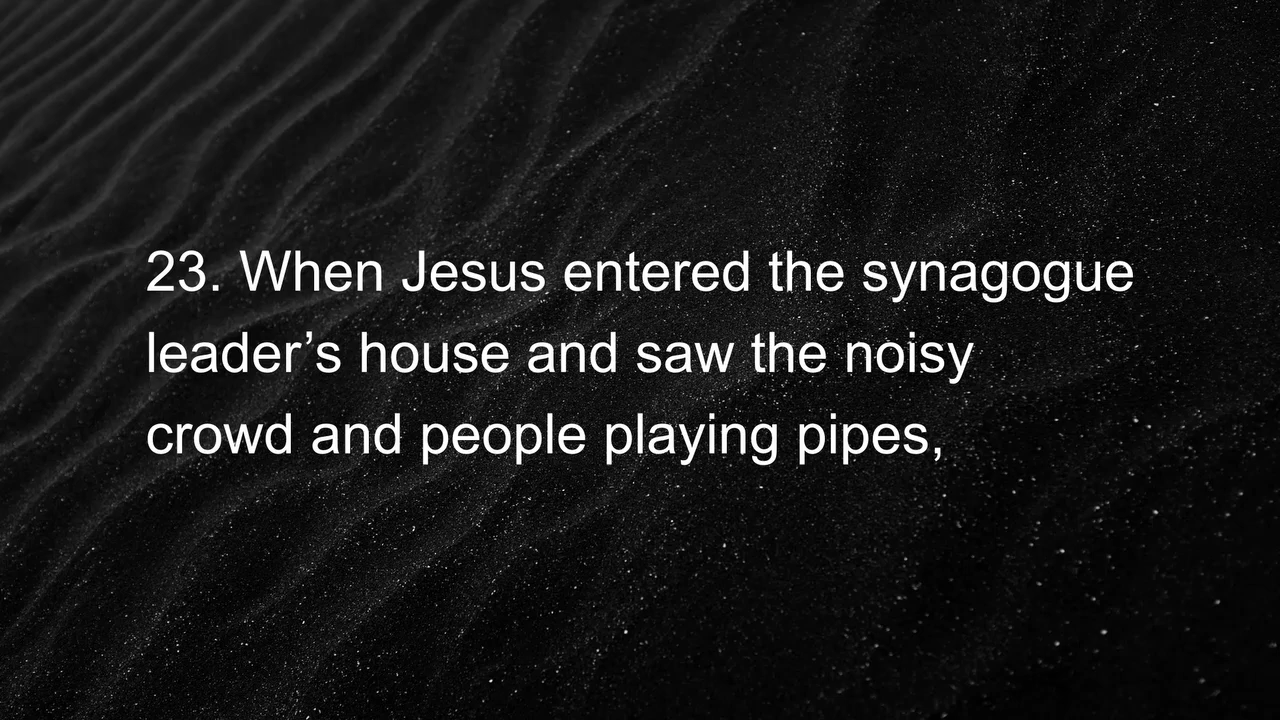 23. When Jesus entered the synagogue
leader’s house and saw the noisy
crowd and people playing pipes,